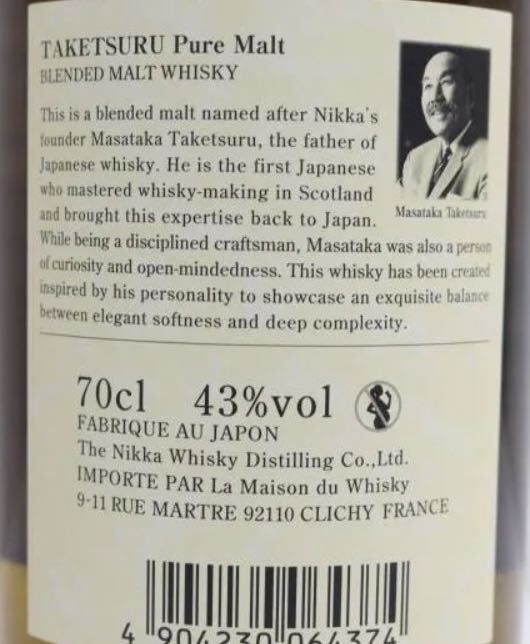 TAKETSURU Pure Malt
BLENDED MALT WHISKY
This is a blended malt named after Nikka's
founder Masataka Taketsuru, the father of
Japanese whisky. He is the first Japanese
who mastered whisky-making in Scotland
and brought this expertise back to Japan.
Masataka Taketsuru
While being a disciplined craftsman, Masataka was also a person
of curiosity and open-mindedness. This whisky has been created
inspired by his personality to showcase an exquisite balance
between elegant softness and deep complexity.
70cl 43%vol
FABRIQUE AU JAPON
The Nikka Whisky Distilling Co.,Ltd.
IMPORTE PAR La Maison du Whisky
9-11 RUE MARTRE 92110 CLICHY FRANCE
4 904230 064374